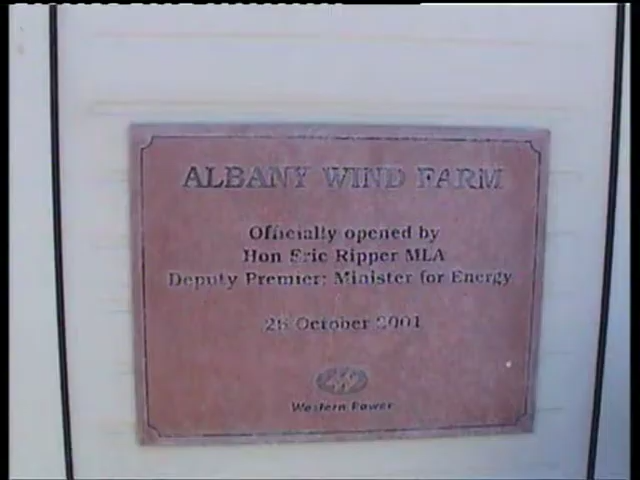 ALBANY WIND FARM
Officially opened by
Hon Eric Ripper MLA
Deputy Premier; Minister for Energy
October 2001
Western Power